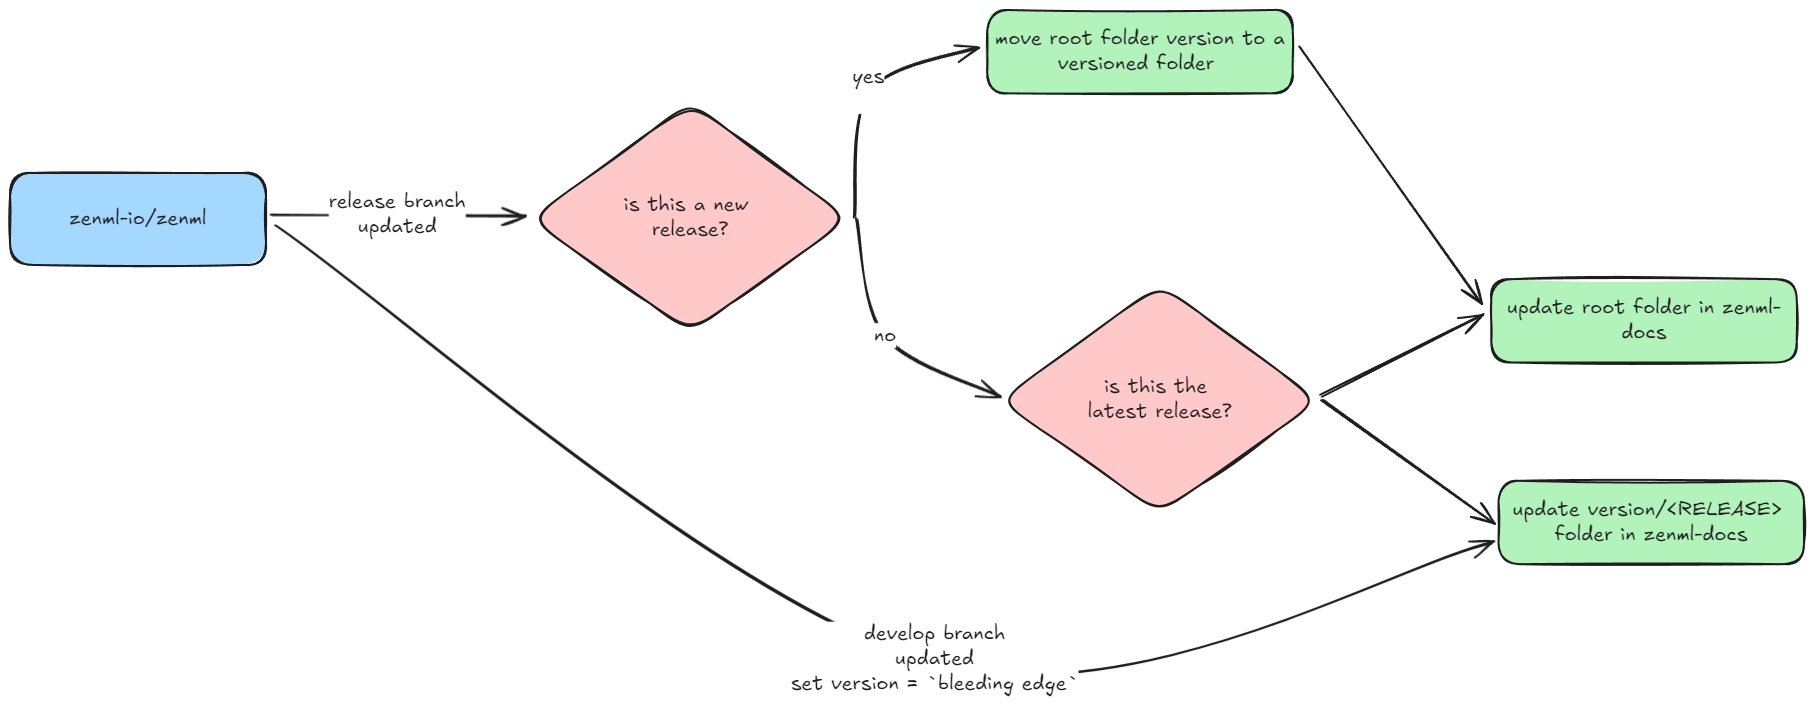 move root folder version to a
versioned folder
yes
zenml-io/zenml
release branch
updated
is this a new
release?
no
update root folder in zenml-
docs
is this the
latest release?
update version/<RELEASE>
folder in zenml-docs
develop branch
updated
set version = `bleeding edge`